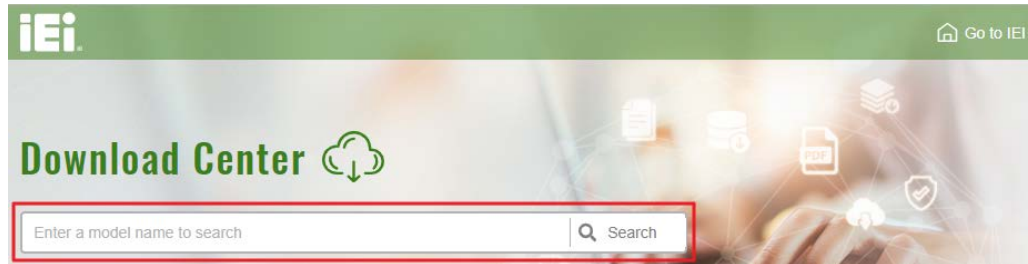 iEi
Go to IEI
Download Center
PDF
Enter a model name to search
Search